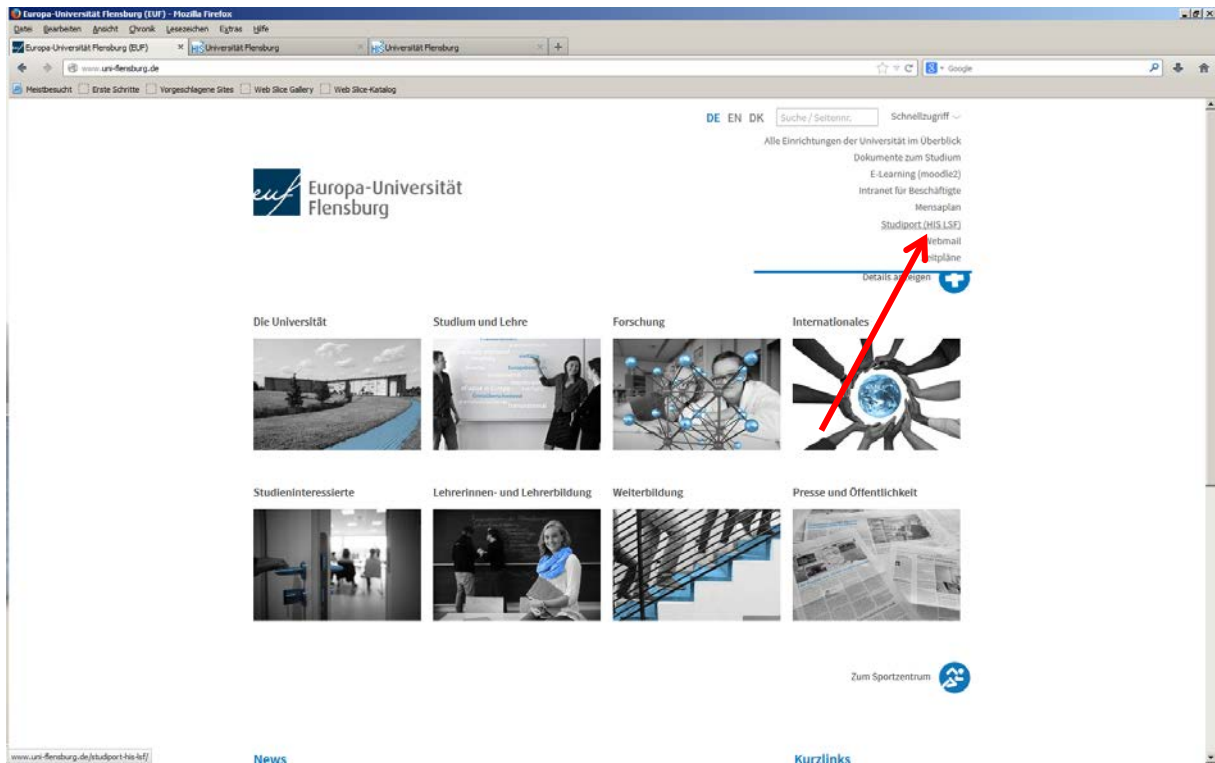 Europa-Universität Flensburg (EUF) - Mozilla Firefox
Datei Bearbeiten Ansicht Chronik Lesezeichen Extras Hilfe
Europa-Universität Flensburg (EUF) × HIS Universität Flensburg × HIS Universität Flensburg × +
www.uni-flensburg.de Google
Meistbesucht Erste Schritte Vorgeschlagene Sites Web Slice Gallery Web Slice-Katalog
DE EN DK Suche / Seitennr. Schnellzugriff
Alle Einrichtungen der Universität im Überblick
Dokumente zum Studium
E-Learning (moodle2)
Intranet für Beschäftigte
Mensaplan
Studiport (HIS LSF)
Webmail
eitpläne
euf Europa-Universität
Flensburg
Details anzeigen
Die Universität Studium und Lehre Forschung Internationales
Studieninteressierte Lehrerinnen- und Lehrerbildung Weiterbildung Presse und Öffentlichkeit
Zum Sportzentrum
News Kurzlinks
www.uni-flensburg.de/studiport-his-lsf/